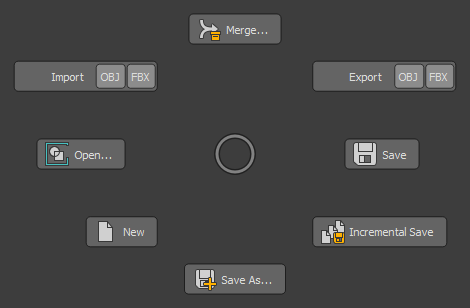 Merge...
Import OBJ FBX
Export OBJ FBX
Open...
Save
New
Incremental Save
Save As...